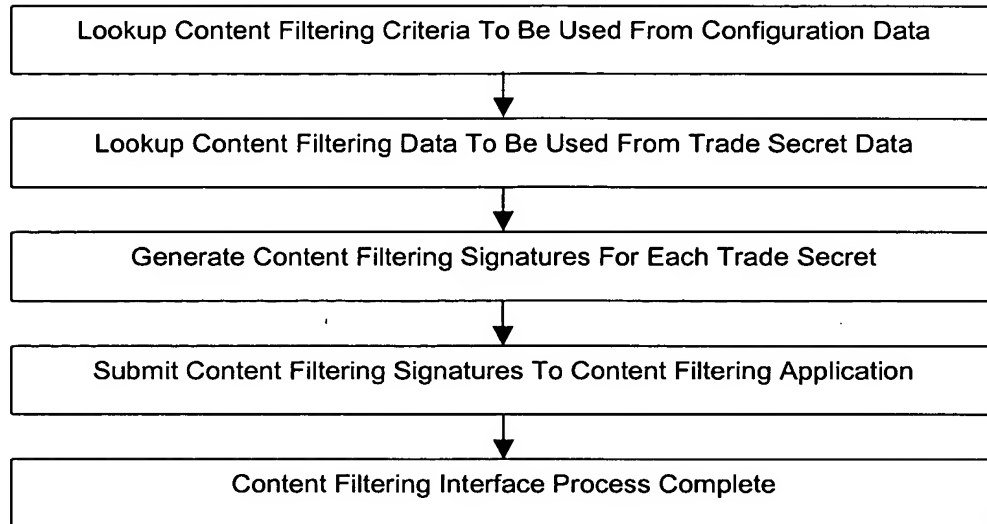 Lookup Content Filtering Criteria To Be Used From Configuration Data
Lookup Content Filtering Data To Be Used From Trade Secret Data
Generate Content Filtering Signatures For Each Trade Secret
Submit Content Filtering Signatures To Content Filtering Application
Content Filtering Interface Process Complete